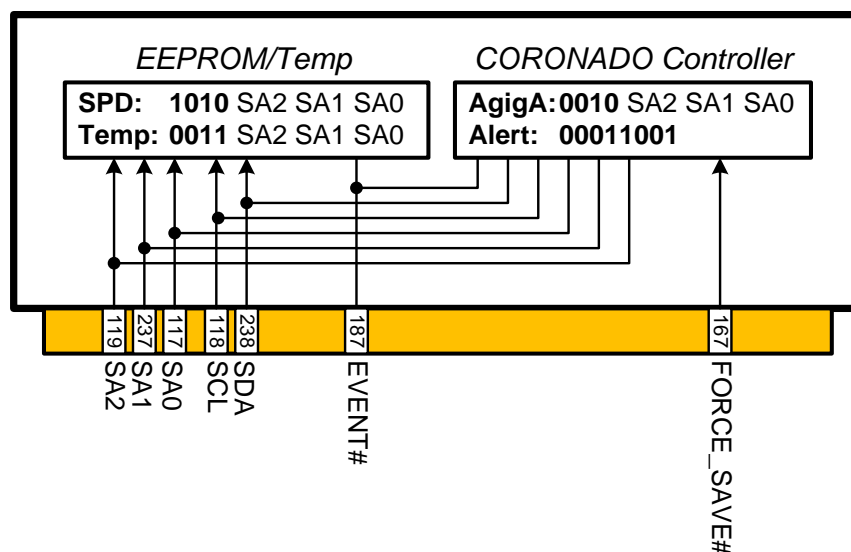 EEPROM/Temp
CORONADO Controller
SPD: 1010 SA2 SA1 SA0
Temp: 0011 SA2 SA1 SA0
AgigA:0010 SA2 SA1 SA0
Alert: 00011001
119
237
117
118
238
187
167
SA2
SA1
SA0
SCL
SDA
EVENT#
FORCE_SAVE#